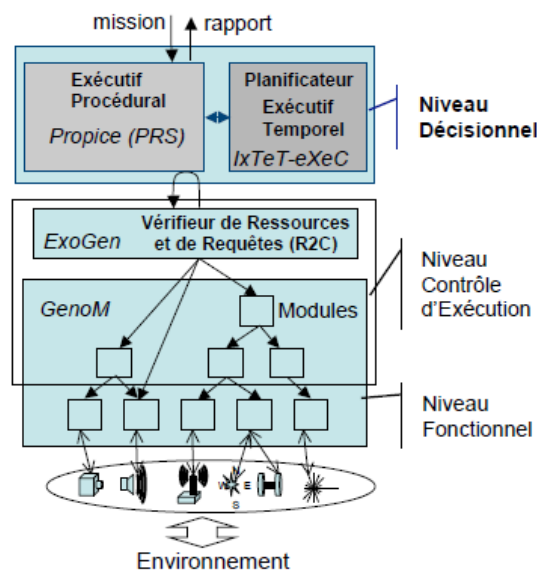 mission
rapport
Exécutif
Procédural
Propice (PRS)
Planificateur
Exécutif
Temporel
IxTeT-eXeC
Niveau
Décisionnel
ExoGen
Vérifieur de Ressources
et de Requêtes (R2C)
Niveau
Contrôle
d'Exécution
GenoM
Modules
Niveau
Fonctionnel
W
E
S
Environnement